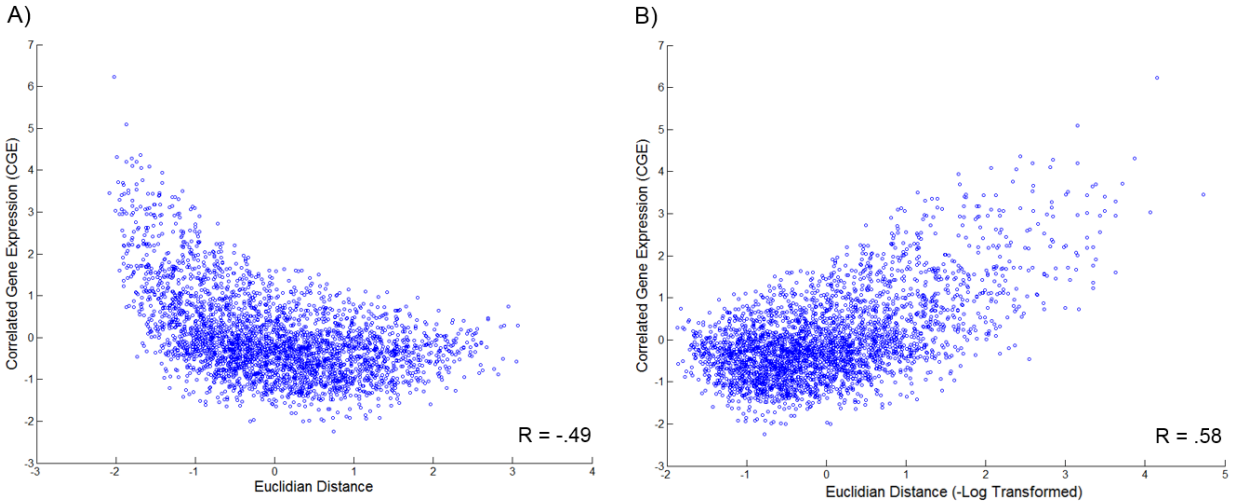 A)
7
6
5
4
3
2
1
0
-1
-2
-3
Correlated Gene Expression (CGE)
-3 -2 -1 0 1 2 3 4
Euclidian Distance
R = -.49
B)
7
6
5
4
3
2
1
0
-1
-2
-3
Correlated Gene Expression (CGE)
-2 -1 0 1 2 3 4 5
Euclidian Distance (-Log Transformed)
R = .58